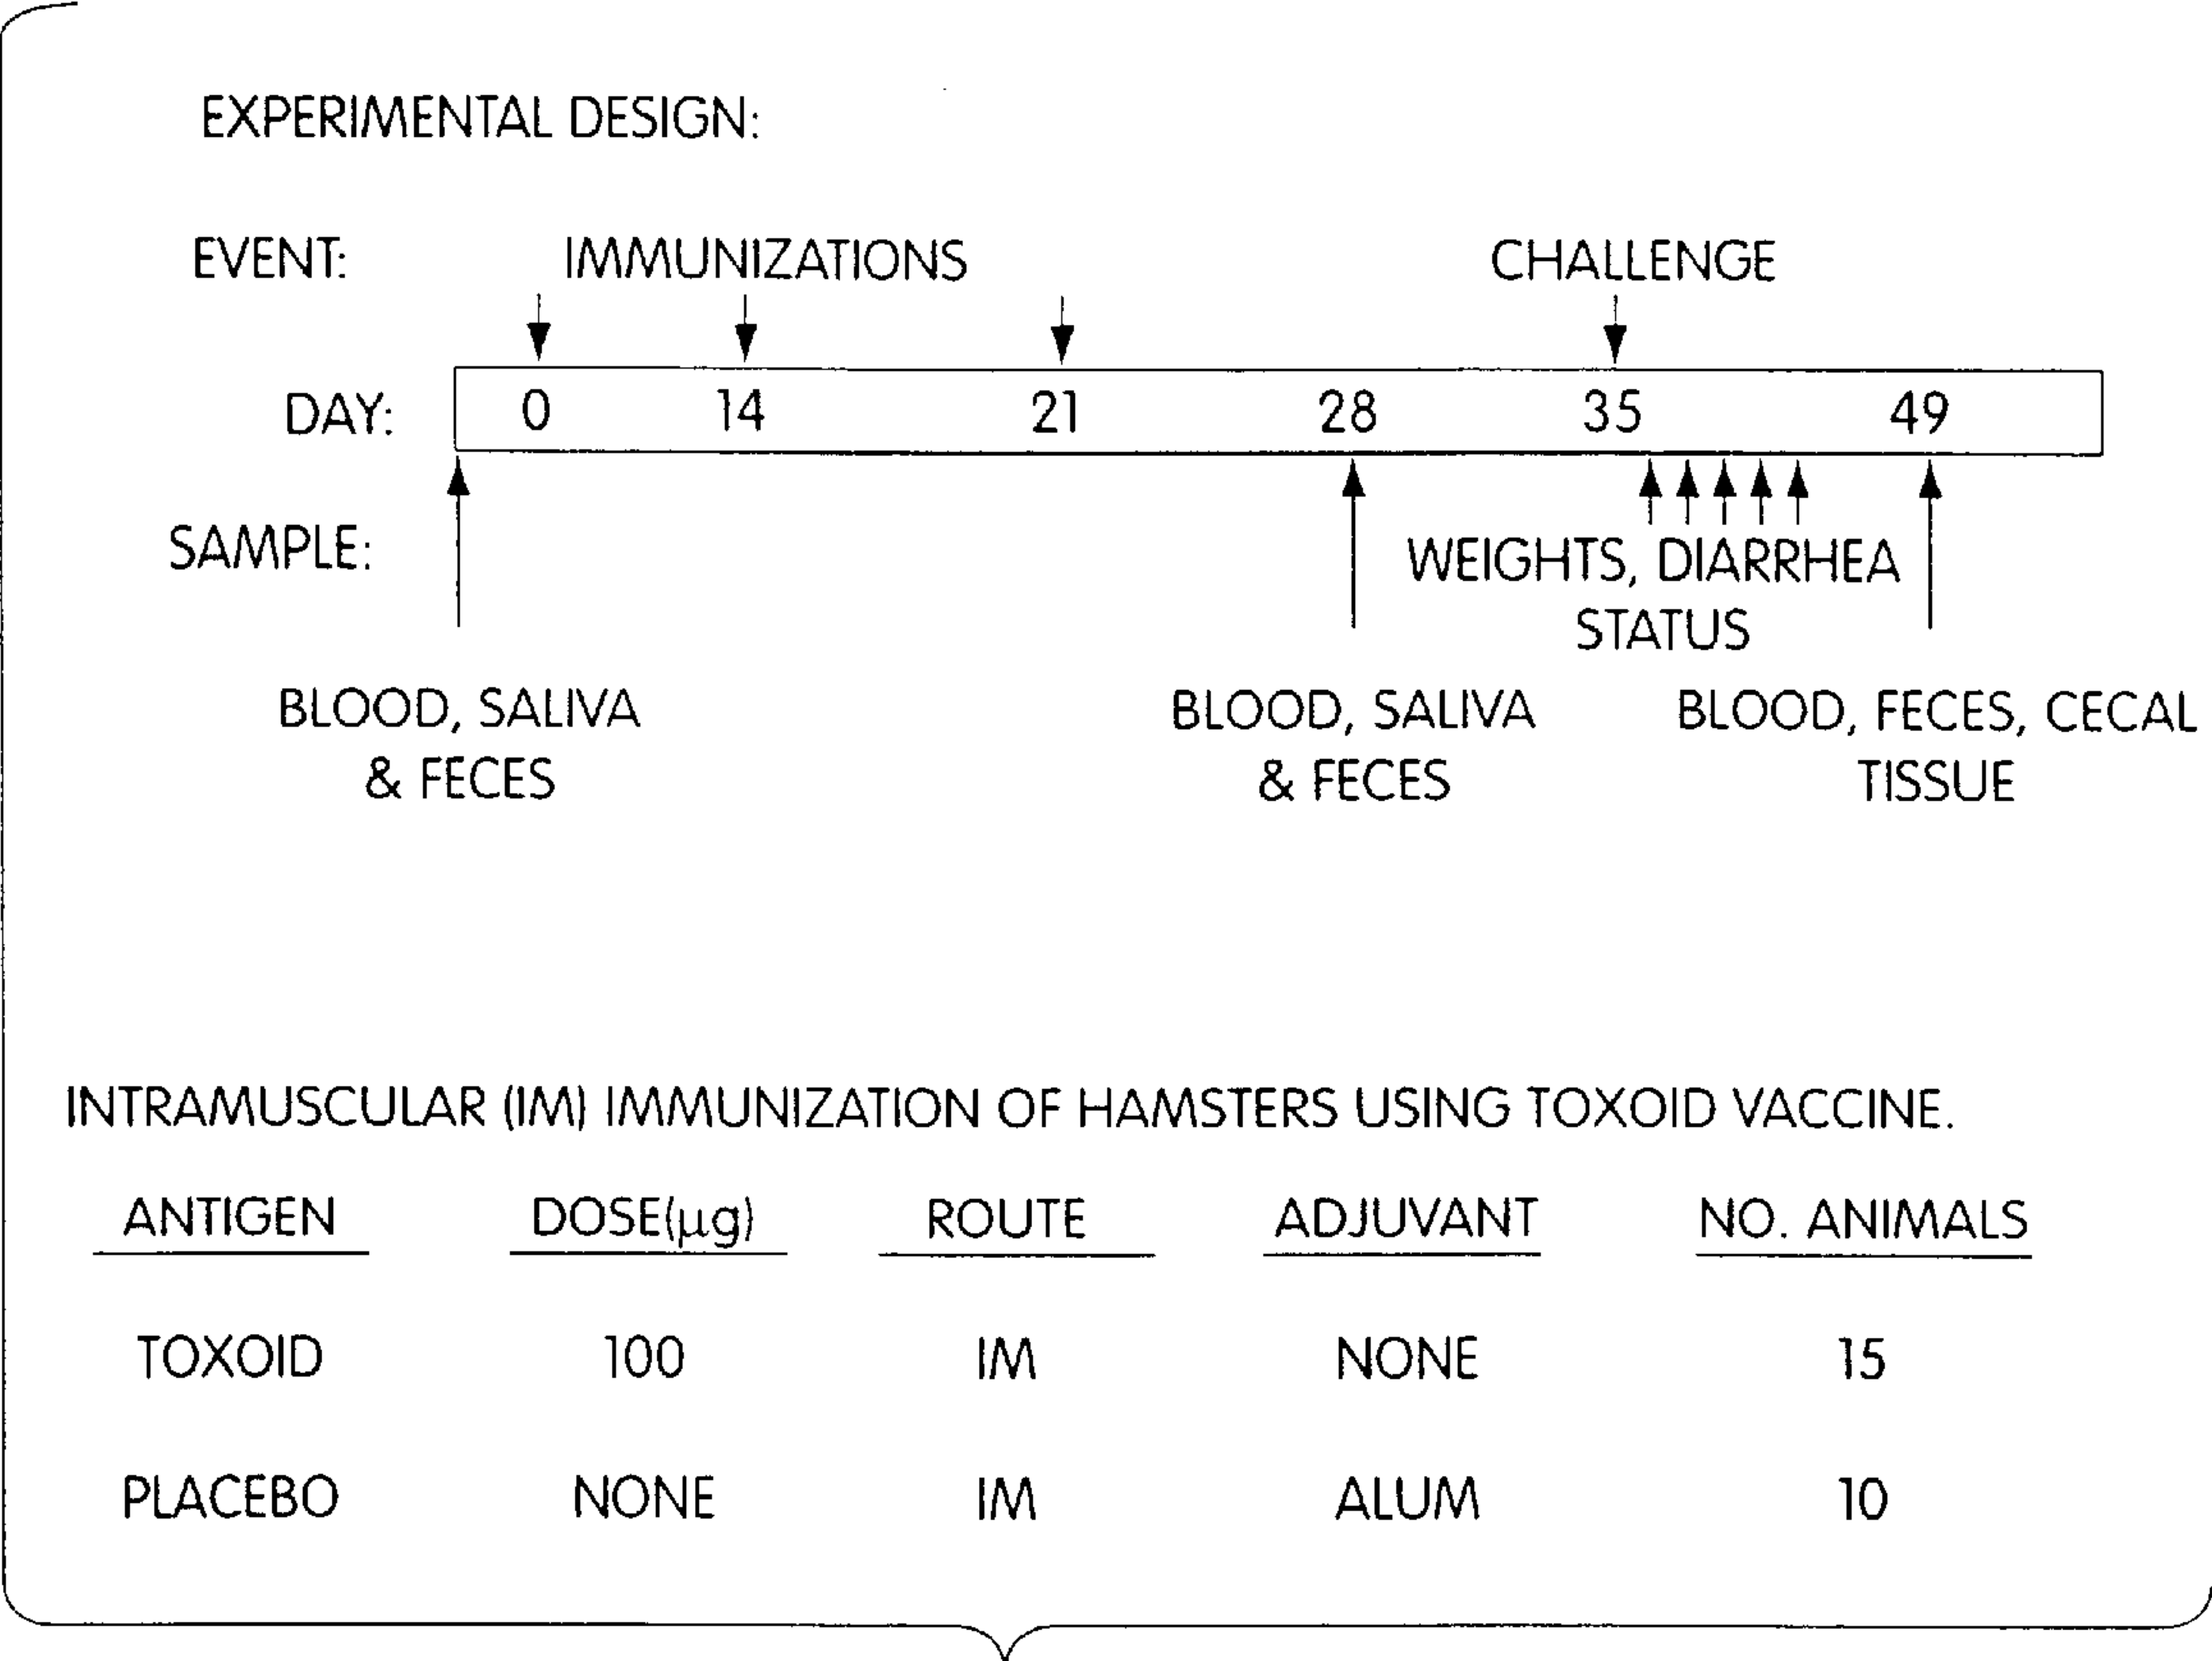 EXPERIMENTAL DESIGN:
EVENT: IMMUNIZATIONS CHALLENGE
DAY: 0 14 21 28 35 49
SAMPLE: WEIGHTS, DIARRHEA
STATUS
BLOOD, SALIVA BLOOD, SALIVA BLOOD, FECES, CECAL
& FECES & FECES TISSUE
INTRAMUSCULAR (IM) IMMUNIZATION OF HAMSTERS USING TOXOID VACCINE.
ANTIGEN DOSE(µg) ROUTE ADJUVANT NO. ANIMALS
TOXOID 100 IM NONE 15
PLACEBO NONE IM ALUM 10